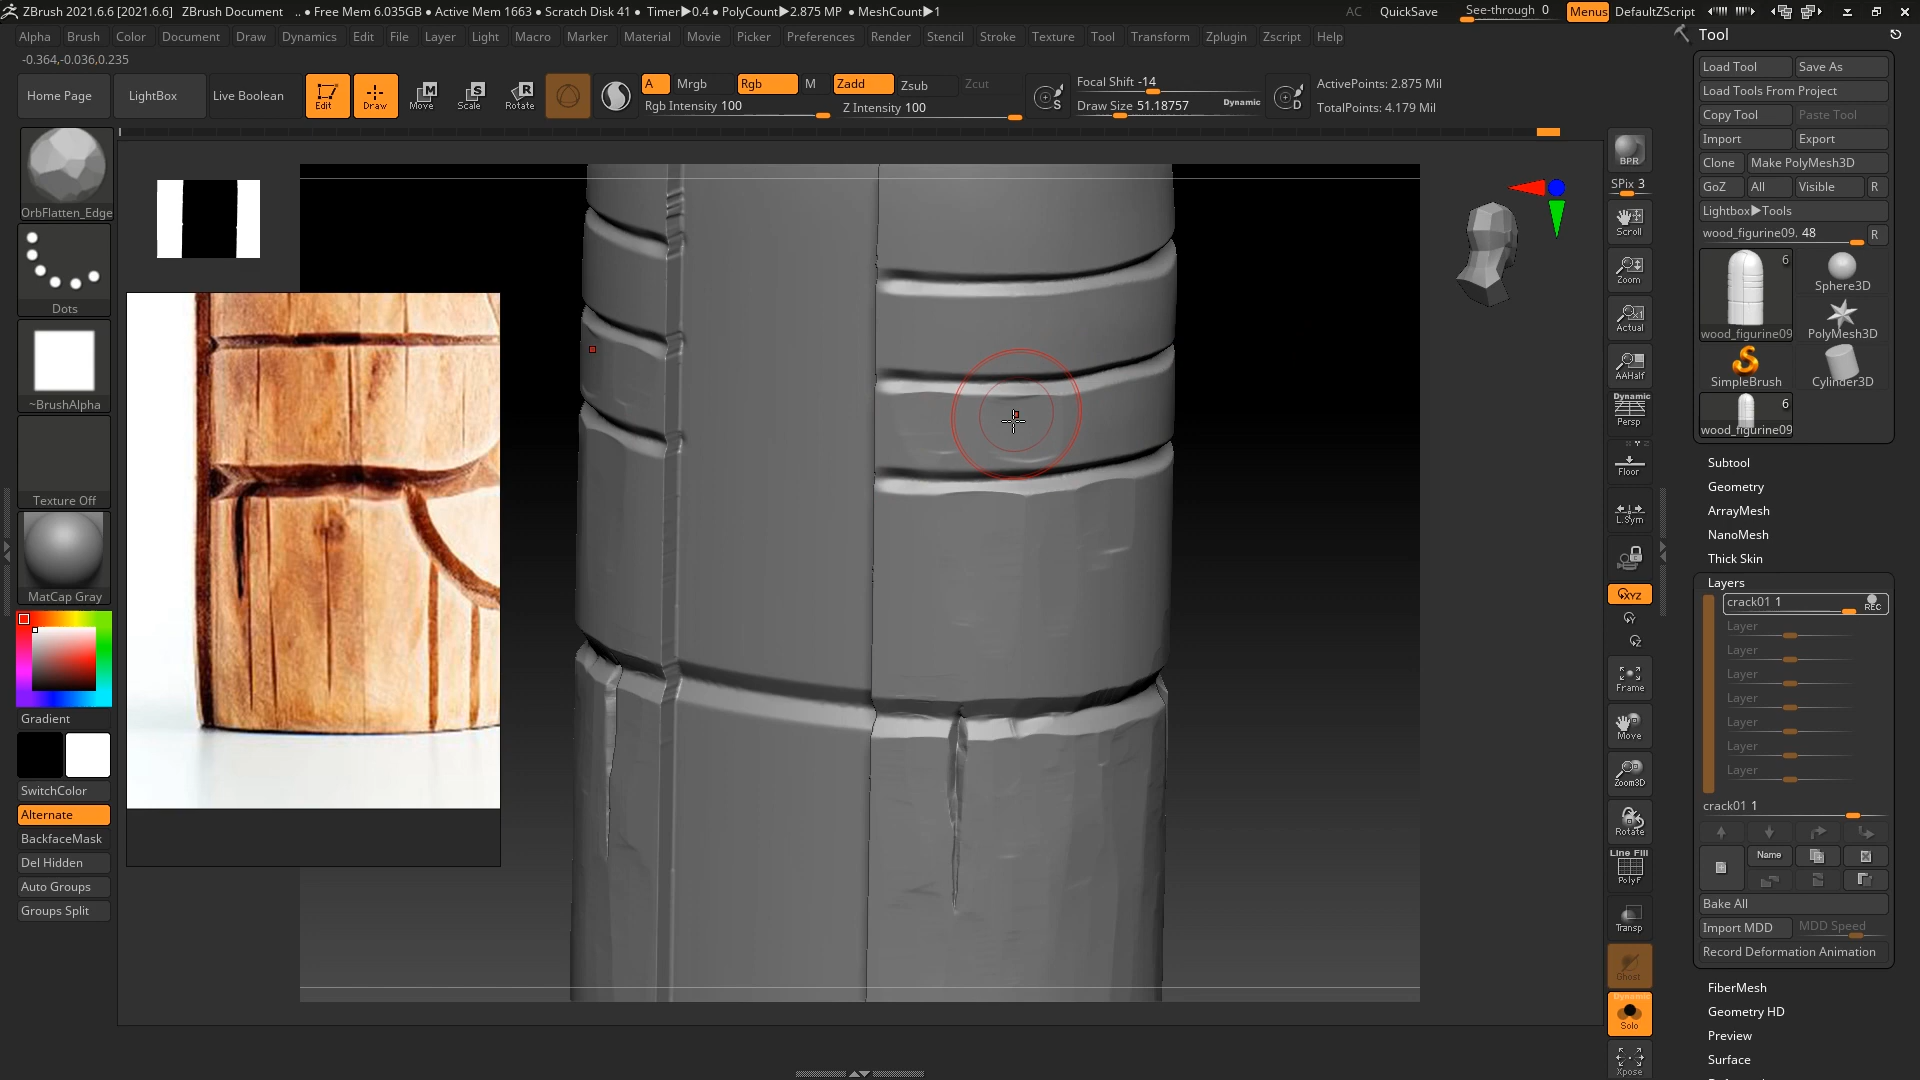 ZBrush 2021.6.6 [2021.6.6] ZBrush Document .. • Free Mem 6.035GB • Active Mem 1663 • Scratch Disk 41 • Timer▶0.4 • PolyCount▶2.875 MP • MeshCount▶1 AC QuickSave See-through 0 Menus DefaultZScript
Alpha Brush Color Document Draw Dynamics Edit File Layer Light Macro Marker Material Movie Picker Preferences Render Stencil Stroke Texture Tool Transform Zplugin Zscript Help
-0.364,-0.036,0.235
Home Page LightBox Live Boolean Edit Draw Move Scale Rotate
A Mrgb Rgb M Zadd Zsub Zcut
Rgb Intensity 100 Z Intensity 100
Focal Shift -14
Draw Size 51.18757 Dynamic
S D
ActivePoints: 2.875 Mil
TotalPoints: 4.179 Mil
OrbFlatten_Edge
Dots
~BrushAlpha
Texture Off
MatCap Gray
Gradient
SwitchColor
Alternate
BackfaceMask
Del Hidden
Auto Groups
Groups Split
BPR
SPix 3
Scroll
Zoom
Actual
AAHalf
Dynamic
Persp
Floor
L.Sym
XYZ
Y
Z
Frame
Move
Zoom3D
Rotate
Line Fill
PolyF
Transp
Ghost
Dynamic
Solo
Xpose
Tool
Load Tool Save As
Load Tools From Project
Copy Tool Paste Tool
Import Export
Clone Make PolyMesh3D
GoZ All Visible R
Lightbox▶Tools
wood_figurine09. 48 R
6
Sphere3D
wood_figurine09 PolyMesh3D
SimpleBrush Cylinder3D
6
wood_figurine09
Subtool
Geometry
ArrayMesh
NanoMesh
Thick Skin
Layers
crack01 1 REC
Layer
Layer
Layer
Layer
Layer
Layer
Layer
crack01 1
Name
Bake All
Import MDD MDD Speed
Record Deformation Animation
FiberMesh
Geometry HD
Preview
Surface